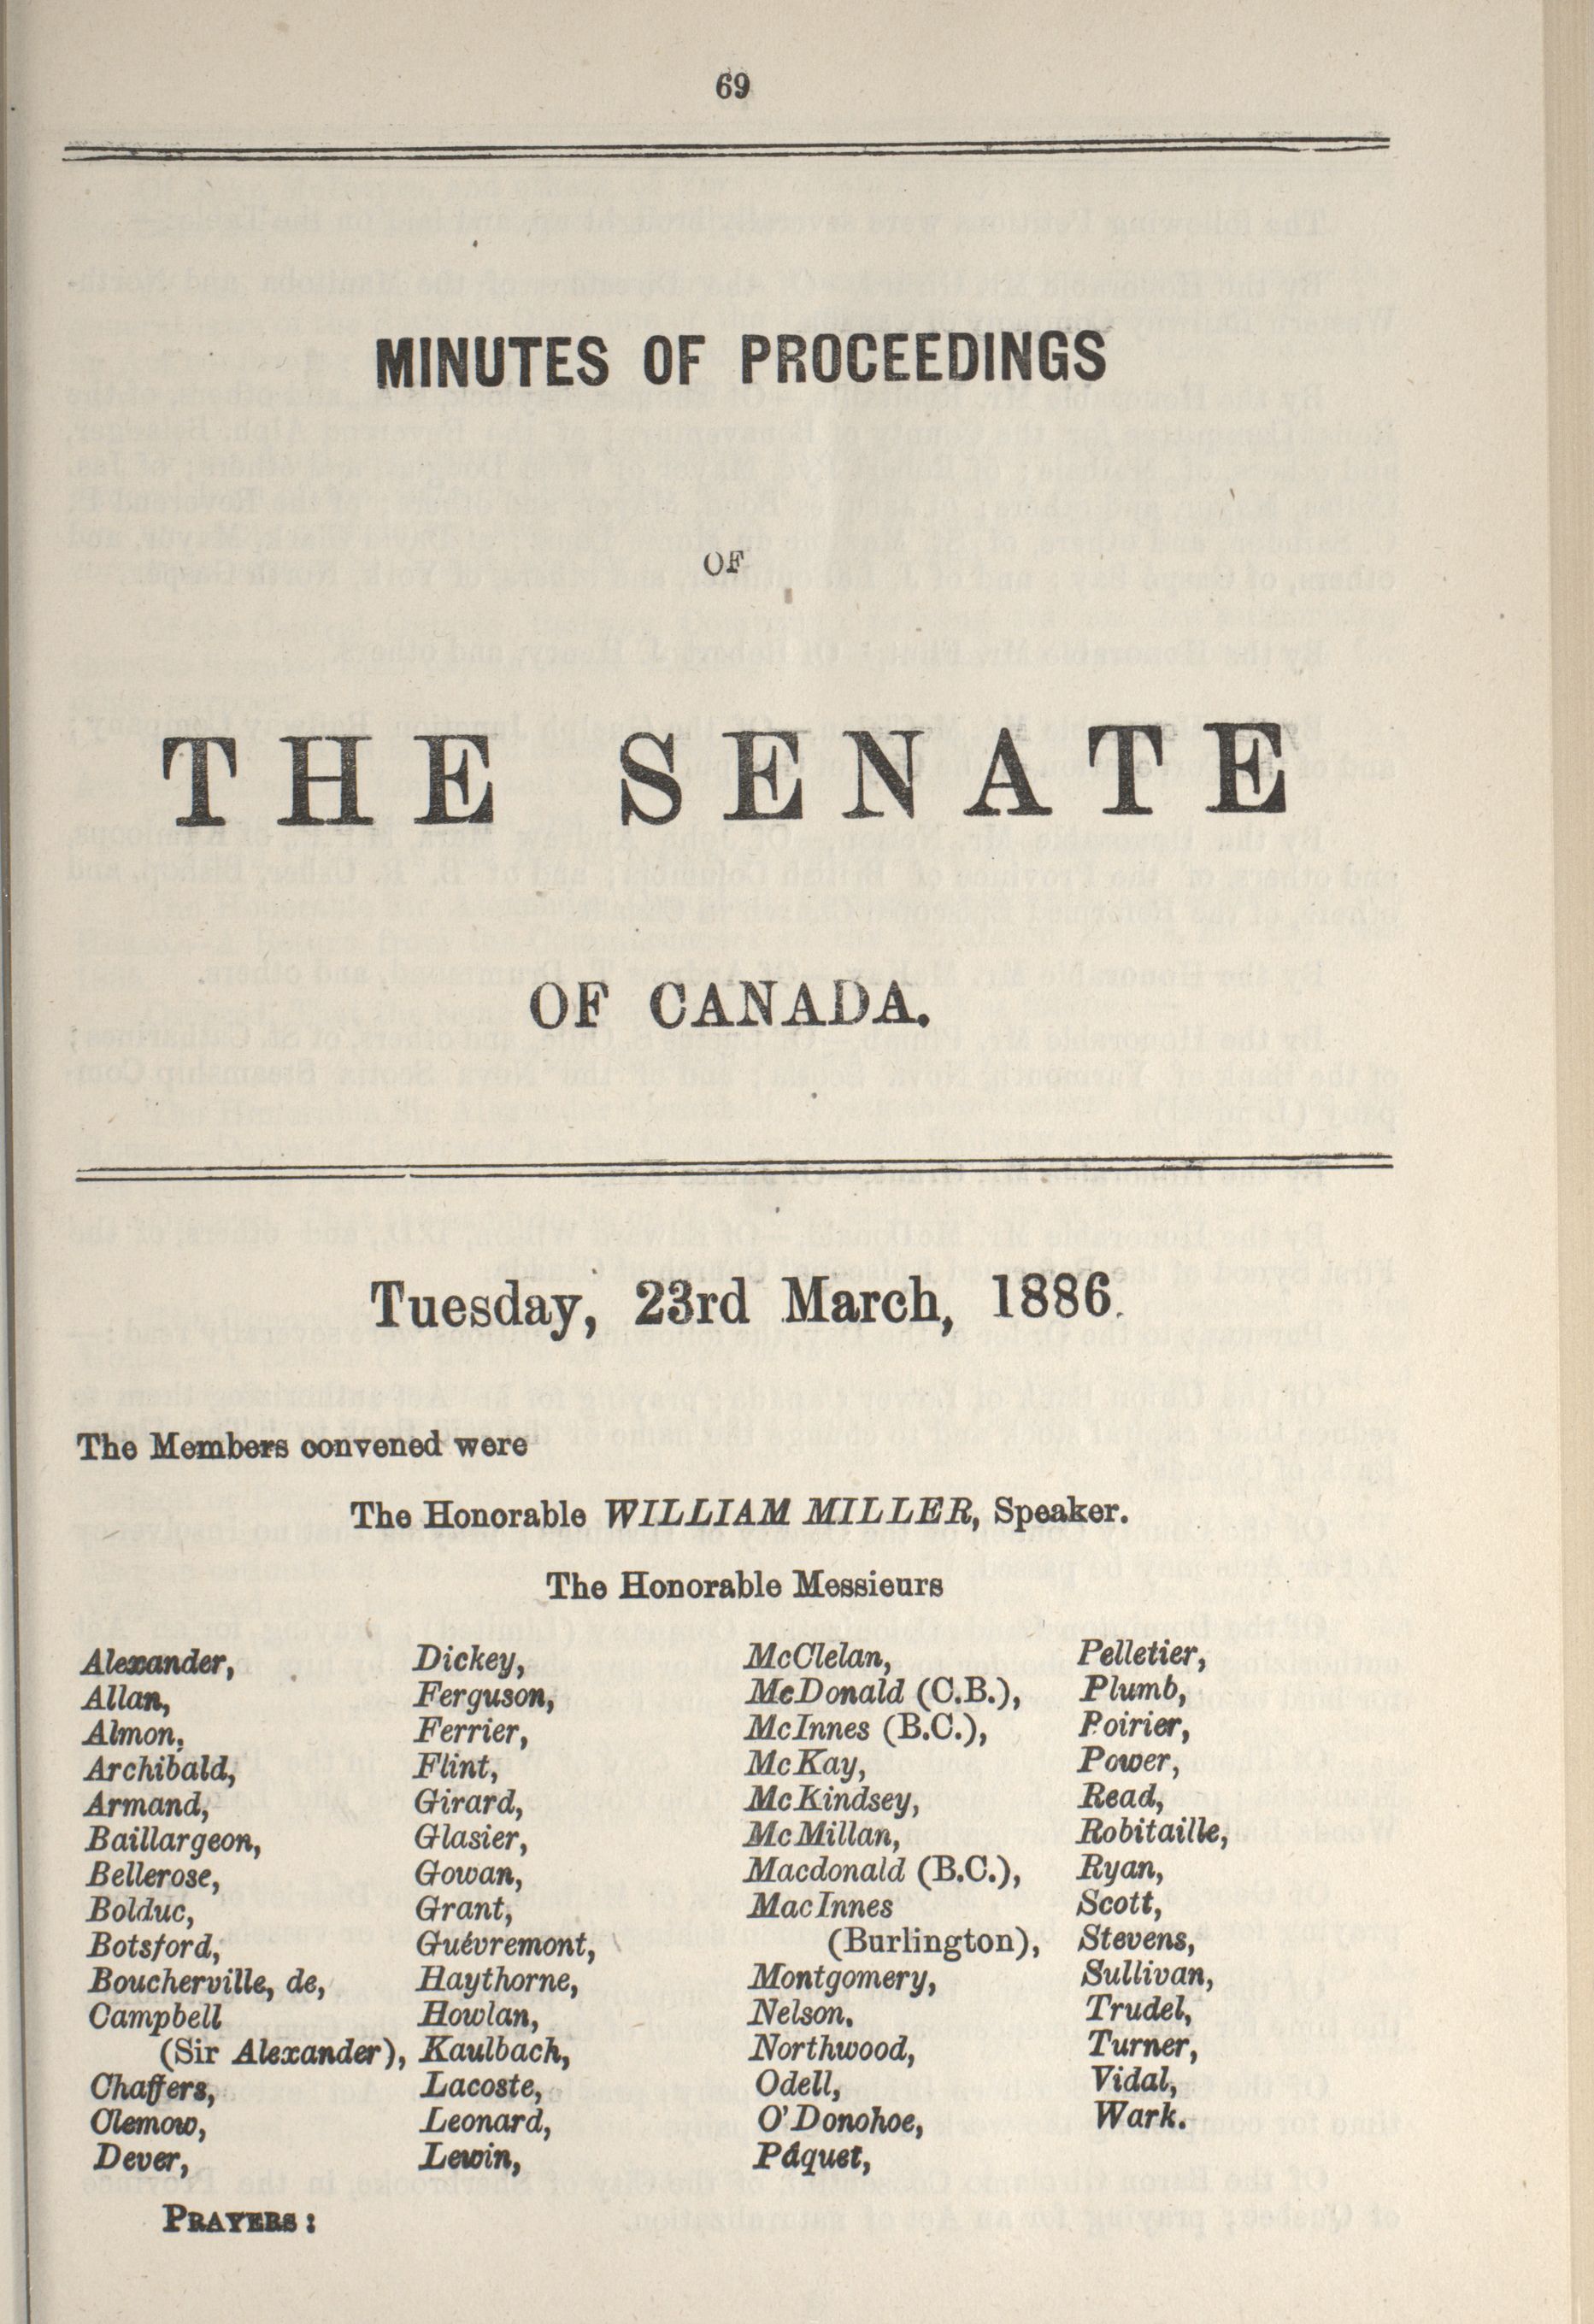 69
MINUTES OF PROCEEDINGS
OF
THE SENATE
OF CANADA.
Tuesday, 23rd March, 1886.
The Members convened were
The Honorable WILLIAM MILLER, Speaker.
The Honorable Messieurs
Alexander,
Allan,
Almon,
Archibald,
Armand,
Baillargeon,
Bellerose,
Bolduc,
Botsford,
Boucherville, de,
Campbell
(Sir Alexander),
Chaffers,
Clemow,
Dever,
Dickey,
Ferguson,
Ferrier,
Flint,
Girard,
Glasier,
Gowan,
Grant,
Guévremont,
Haythorne,
Howlan,
Kaulbach,
Lacoste,
Leonard,
Lewin,
McClelan,
McDonald (C.B.),
McInnes (B.C.),
McKay,
McKindsey,
McMillan,
Macdonald (B.C.),
MacInnes
(Burlington),
Montgomery,
Nelson,
Northwood,
Odell,
O'Donohoe,
Pâquet,
Pelletier,
Plumb,
Poirier,
Power,
Read,
Robitaille,
Ryan,
Scott,
Stevens,
Sullivan,
Trudel,
Turner,
Vidal,
Wark.
PRAYERS: